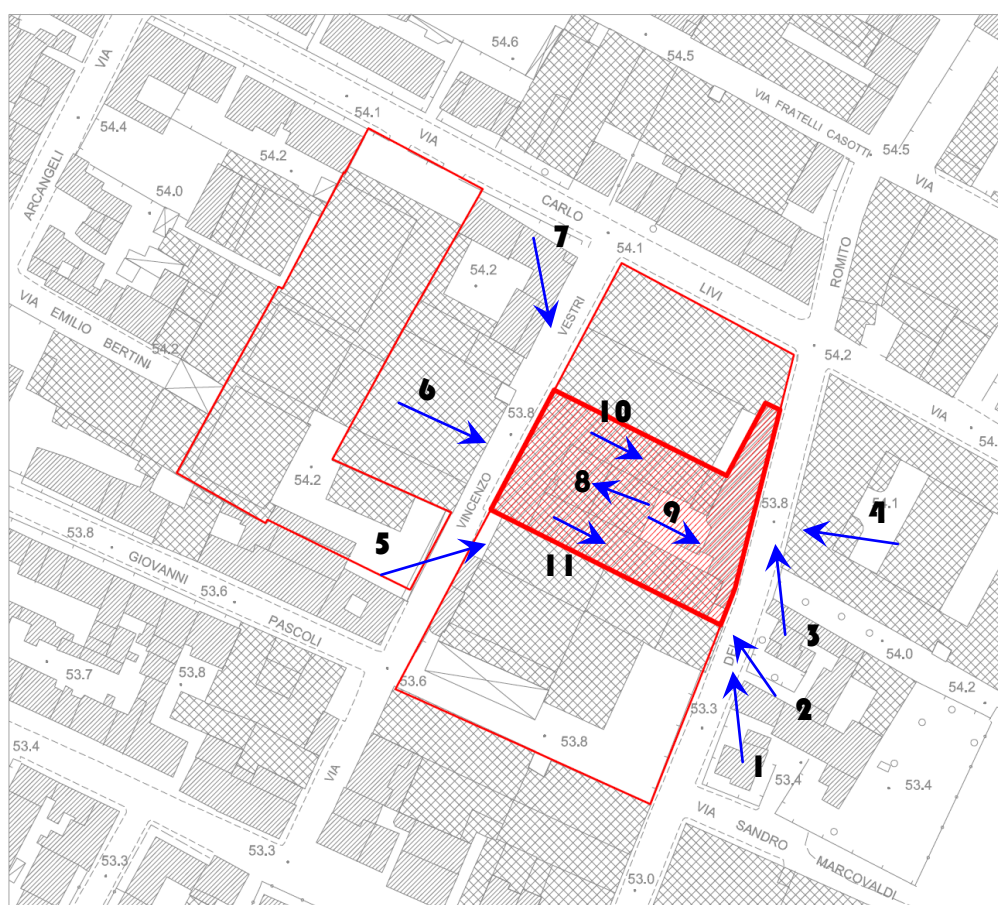 54.6
54.5
VIA
54.1
VIA
VIA FRATELLI CASOTTI
54.4
54.5
54.2
ARCANGELI
54.0
VIA
CARLO
7
54.1
54.2
ROMITO
LIVI
VIA
EMILIO
BERTINI
54.2
VESTRI
54.2
6
53.8
10
VIA
54.
8
54.2
9
53.8
54.1
4
VINCENZO
53.8
5
GIOVANNI
53.6
PASCOLI
11
3
DEL
54.0
53.7
53.8
53.6
54.2
2
53.3
53.4
53.8
1
53.4
53.4
VIA
VIA
SANDRO
MARCOVALDI
53.3
53.3
53.0